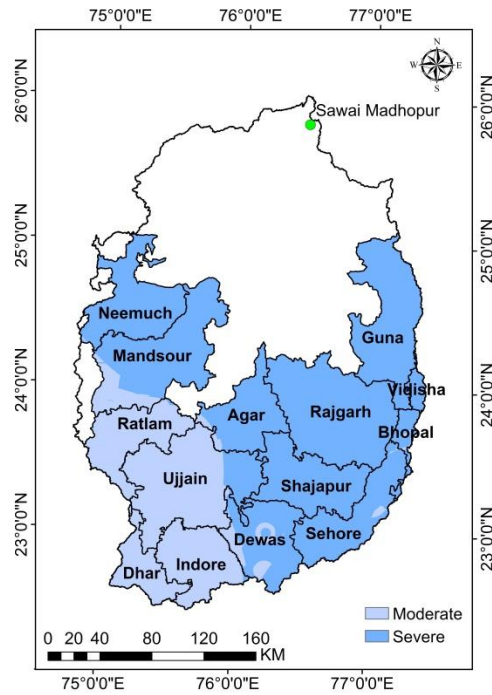 75°0'0"E 76°0'0"E 77°0'0"E
N
W E
S
26°0'0"N 26°0'0"N
Sawai Madhopur
25°0'0"N 25°0'0"N
Neemuch
Guna
Mandsour
24°0'0"N 24°0'0"N
Vidisha
Agar Rajgarh
Ratlam
Bhopal
Ujjain
Shajapur
23°0'0"N 23°0'0"N
Dewas Sehore
Dhar Indore
Moderate
Severe
0 20 40 80 120 160
KM
75°0'0"E 76°0'0"E 77°0'0"E